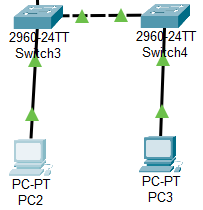 2960-24TT
Switch3
2960-24TT
Switch4
PC-PT
PC2
PC-PT
PC3